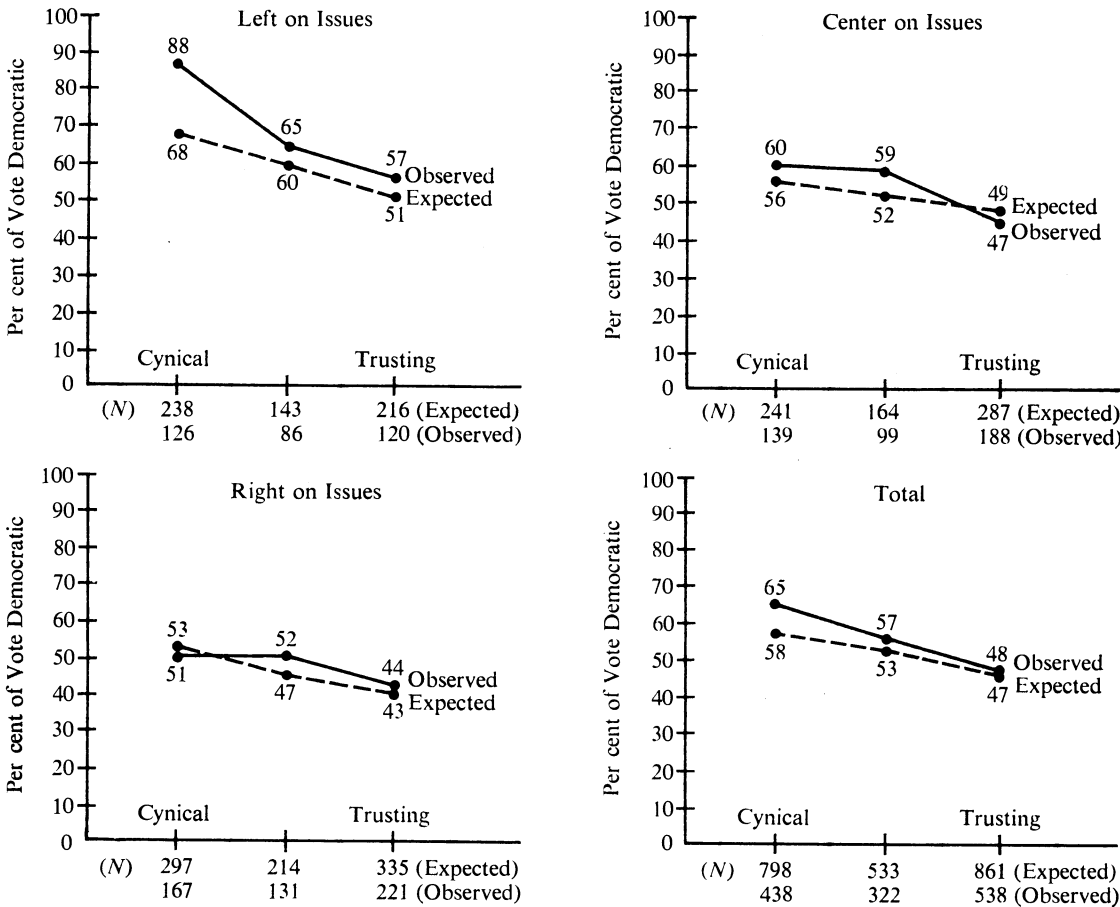 Left on Issues
Per cent of Vote Democratic
100
90
80
70
60
50
40
30
20
10
0
88
65
57
Observed
68
60
51
Expected
Cynical Trusting
(N) 238 143 216 (Expected)
126 86 120 (Observed)
Center on Issues
Per cent of Vote Democratic
100
90
80
70
60
50
40
30
20
10
0
60
59
49
Expected
56
52
47
Observed
Cynical Trusting
(N) 241 164 287 (Expected)
139 99 188 (Observed)
Right on Issues
Per cent of Vote Democratic
100
90
80
70
60
50
40
30
20
10
0
53
52
44
Observed
51
47
43
Expected
Cynical Trusting
(N) 297 214 335 (Expected)
167 131 221 (Observed)
Total
Per cent of Vote Democratic
100
90
80
70
60
50
40
30
20
10
0
65
57
48
Observed
58
53
47
Expected
Cynical Trusting
(N) 798 533 861 (Expected)
438 322 538 (Observed)